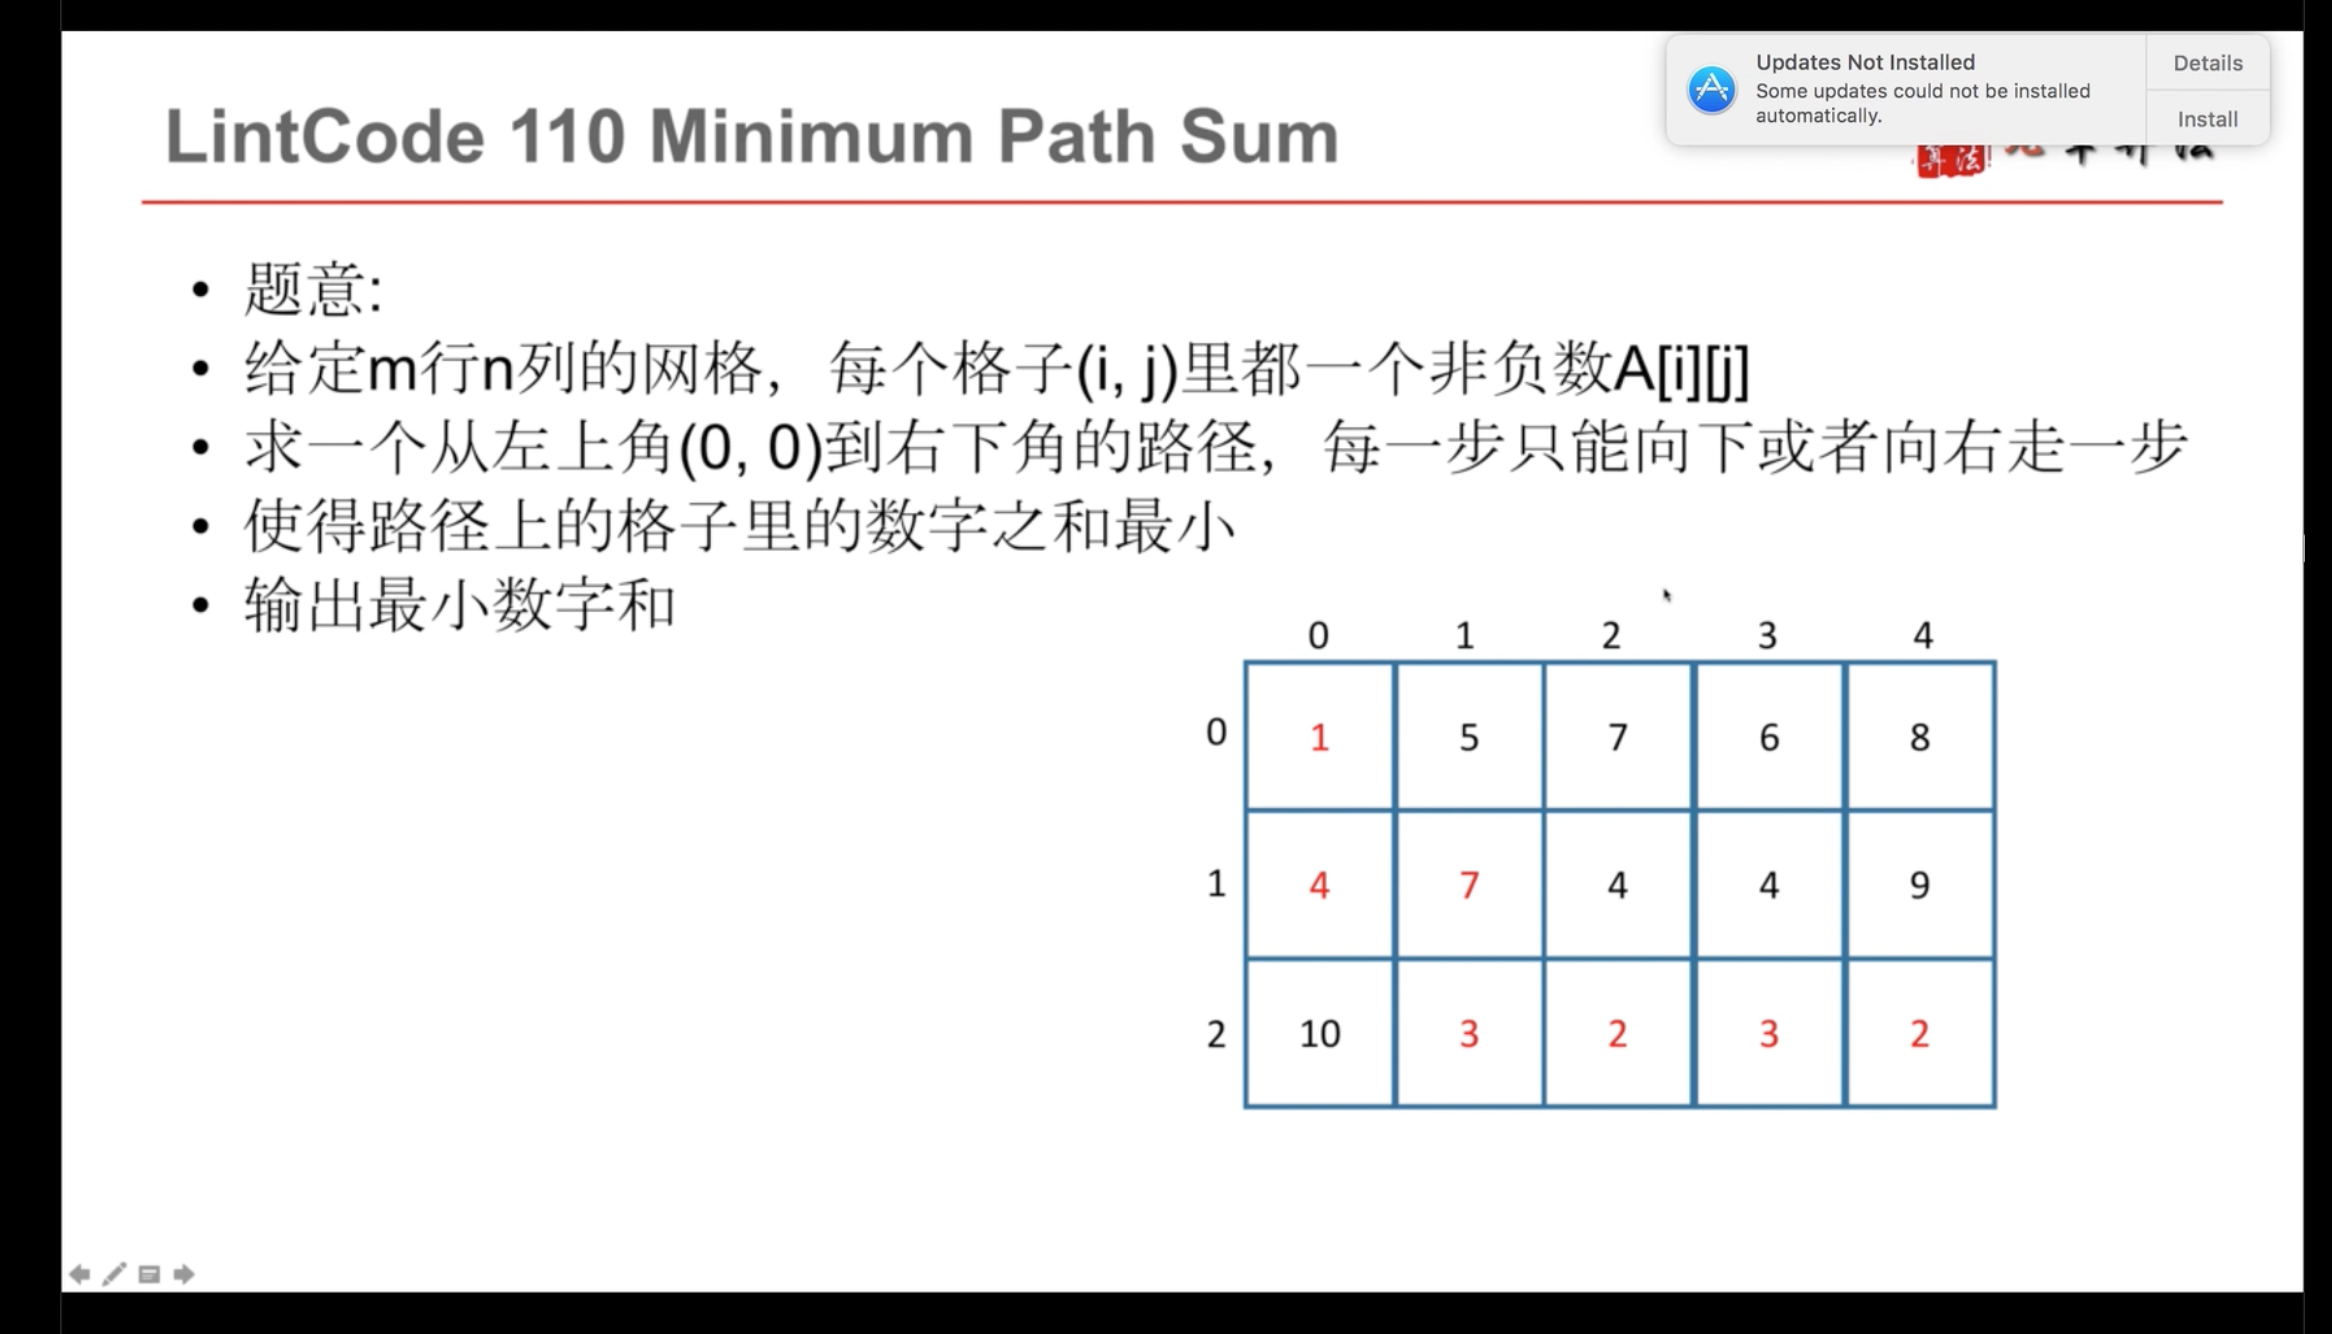 Updates Not Installed
Details
Some updates could not be installed
automatically.
Install
LintCode 110 Minimum Path Sum
算法
• 题意:
• 给定m行n列的网格，每个格子(i, j)里都一个非负数A[i][j]
• 求一个从左上角(0, 0)到右下角的路径，每一步只能向下或者向右走一步
• 使得路径上的格子里的数字之和最小
• 输出最小数字和
0 1 2 3 4
0 1 5 7 6 8
1 4 7 4 4 9
2 10 3 2 3 2